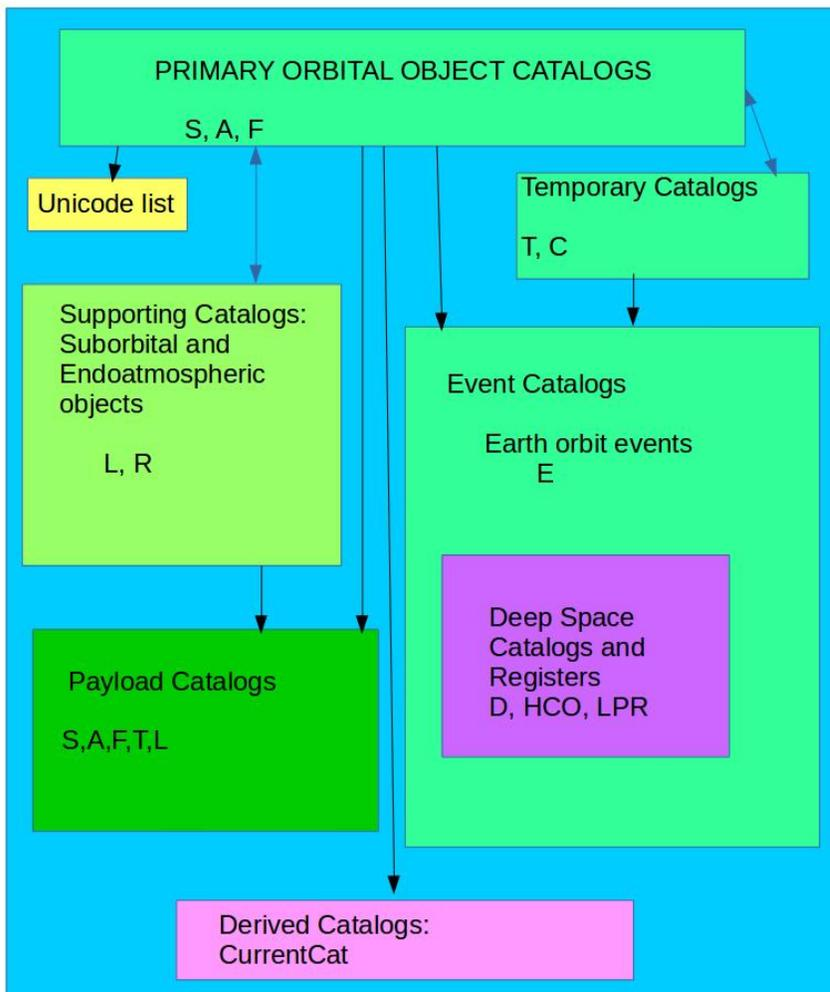 PRIMARY ORBITAL OBJECT CATALOGS
S, A, F
Unicode list
Temporary Catalogs
T, C
Supporting Catalogs:
Suborbital and
Endoatmospheric
objects
L, R
Event Catalogs
Earth orbit events
E
Deep Space
Catalogs and
Registers
D, HCO, LPR
Payload Catalogs
S,A,F,T,L
Derived Catalogs:
CurrentCat